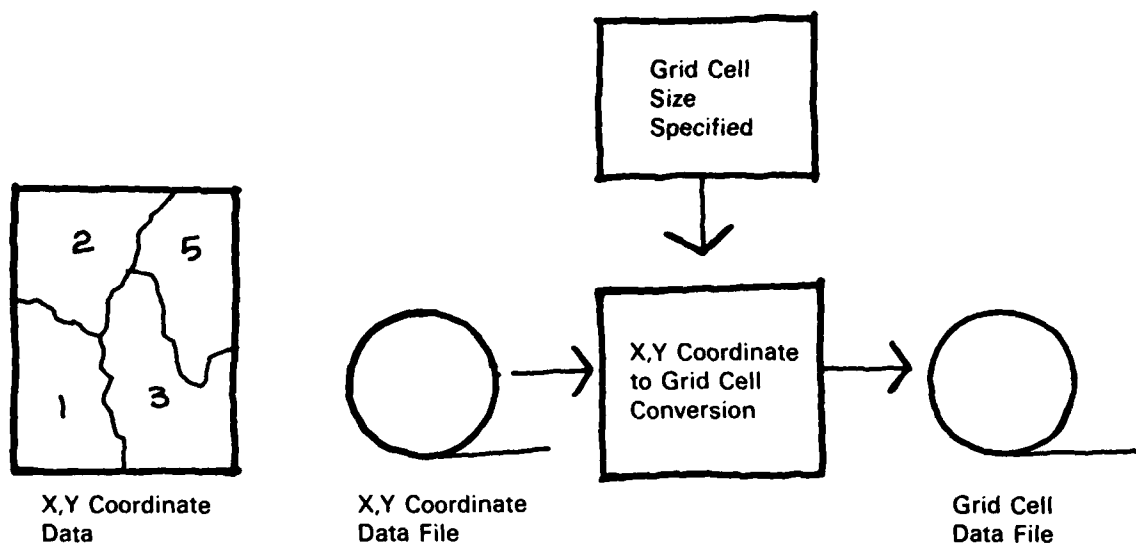 Grid Cell
Size
Specified
2
5
1
3
X,Y Coordinate
to Grid Cell
Conversion
X,Y Coordinate
Data
X,Y Coordinate
Data File
Grid Cell
Data File